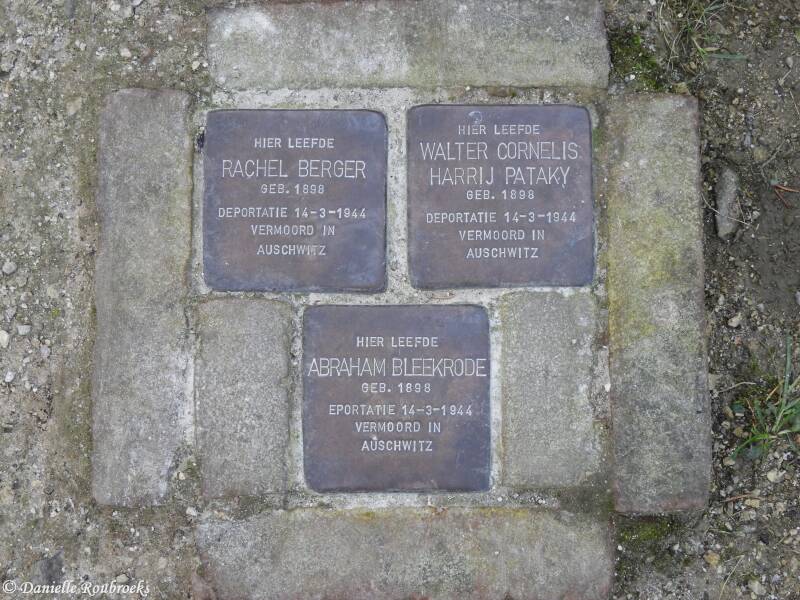 HIER LEEFDE
RACHEL BERGER
GEB. 1898
DEPORTATIE 14-3-1944
VERMOORD IN
AUSCHWITZ
HIER LEEFDE
WALTER CORNELIS
HARRIJ PATAKY
GEB. 1898
DEPORTATIE 14-3-1944
VERMOORD IN
AUSCHWITZ
HIER LEEFDE
ABRAHAM BLEEKRODE
GEB. 1898
EPORTATIE 14-3-1944
VERMOORD IN
AUSCHWITZ
© Danielle Roubroeks